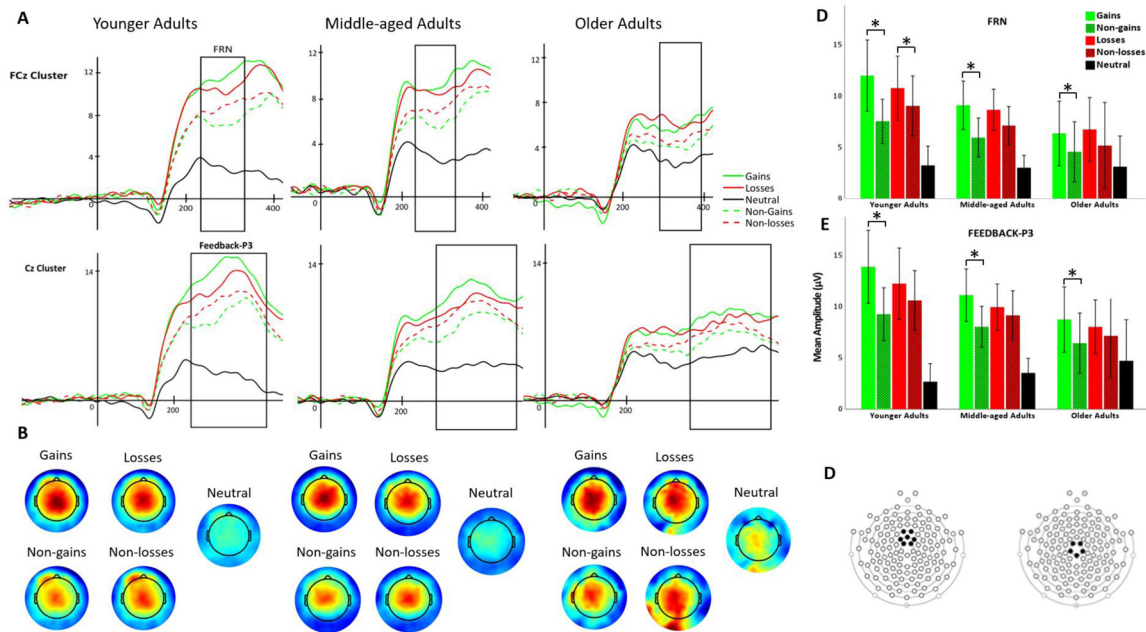 A
Younger Adults
Middle-aged Adults
Older Adults
FCz Cluster
FRN
12
8
4
0
200
400
12
8
4
0
200
400
12
8
4
0
200
400
Gains
Losses
Neutral
Non-Gains
Non-losses
Cz Cluster
Feedback-P3
14
0
200
14
0
200
14
0
200
B
Gains
Losses
Neutral
Non-gains
Non-losses
Gains
Losses
Neutral
Non-gains
Non-losses
Gains
Losses
Neutral
Non-gains
Non-losses
D
FRN
Gains
Non-gains
Losses
Non-losses
Neutral
15
10
5
0
* * * *
*
Younger Adults
Middle-aged Adults
Older Adults
E
FEEDBACK-P3
Mean Amplitude (μV)
15
10
5
0
* * *
Younger Adults
Middle-aged Adults
Older Adults
D